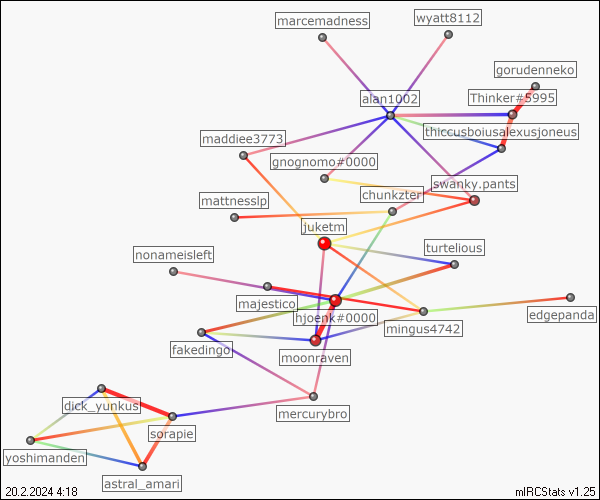 marcemadness
wyatt8112
gorudenneko
alan1002
Thinker#5995
thicusboiusalexusjoneus
maddiee3773
gnognomo#0000
swanky.pants
chunkzter
mattnesslp
juketm
nonameisleft
turtelious
majestico
hjoenk#0000
edgepanda
mingus4742
fakedingo
moonraven
dick_yunkus
mercurybro
sorapie
yoshimanden
astral_amari
20.2.2024 4:18
mIRCStats v1.25